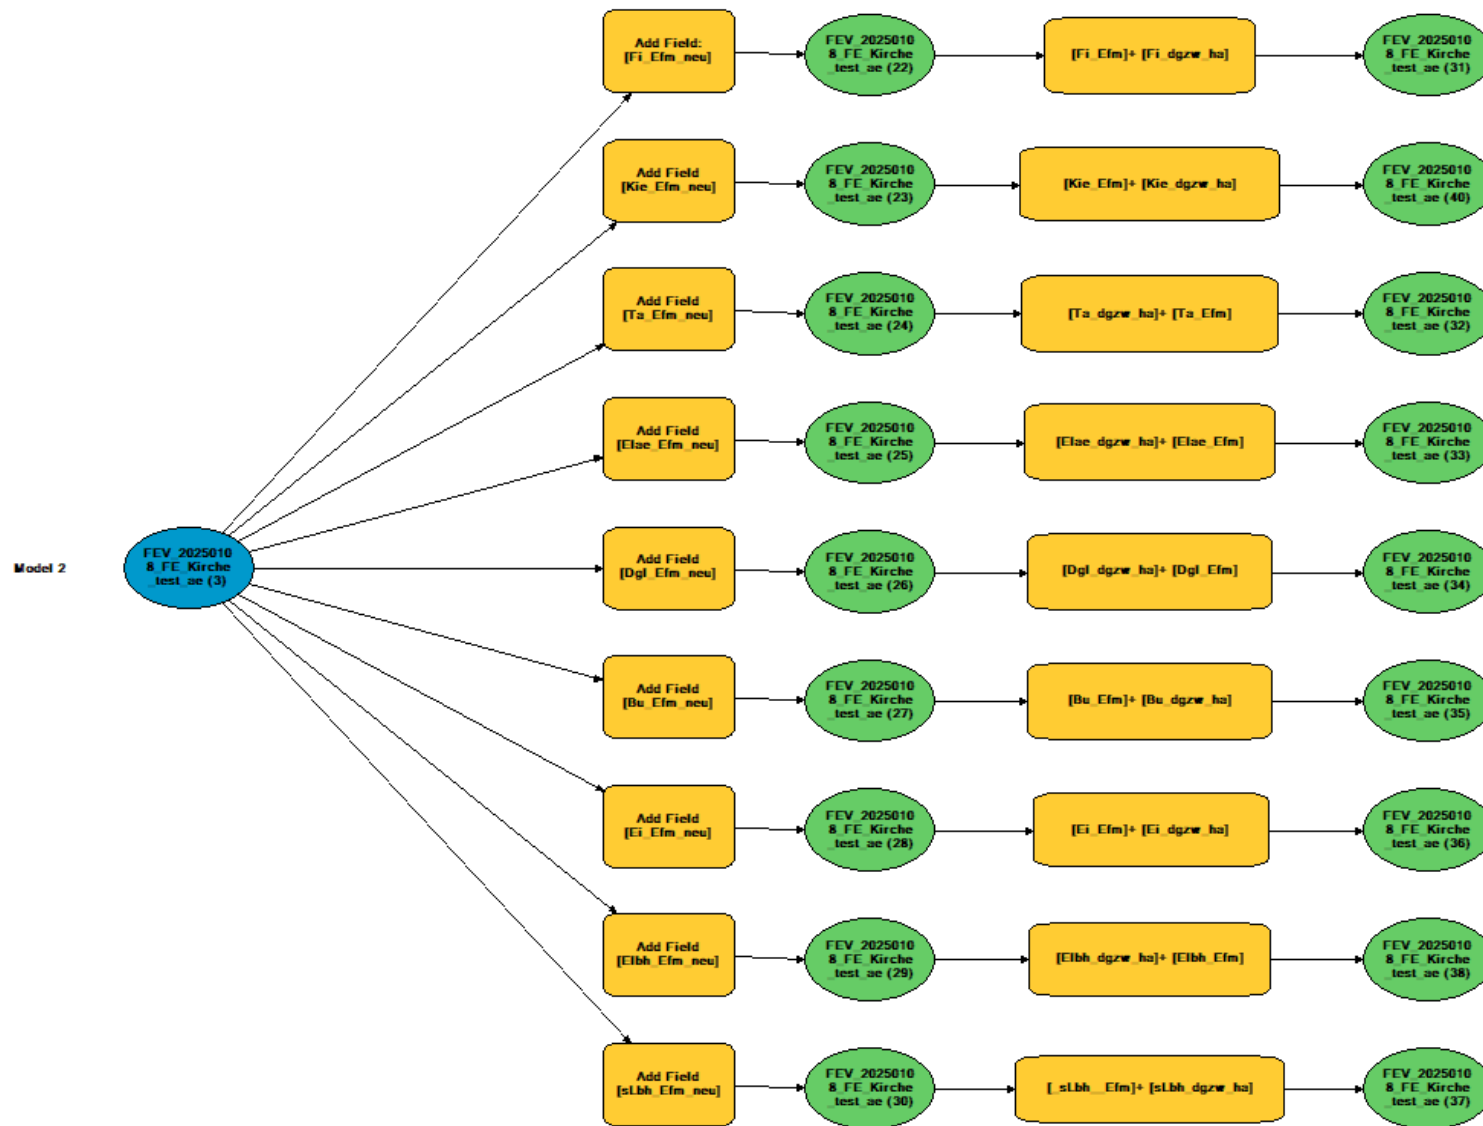 Add Field:
[Fi_Efm_neu]
FEV_2025010
8_FE_Kirche
_test_ae (22)
[Fi_Efm]+ [Fi_dgzw_ha]
FEV_2025010
8_FE_Kirche
_test_ae (31)
Add Field
[Kie_Efm_neu]
FEV_2025010
8_FE_Kirche
_test_ae (23)
[Kie_Efm]+ [Kie_dgzw_ha]
FEV_2025010
8_FE_Kirche
_test_ae (40)
Add Field
[Ta_Efm_neu]
FEV_2025010
8_FE_Kirche
_test_ae (24)
[Ta_dgzw_ha]+ [Ta_Efm]
FEV_2025010
8_FE_Kirche
_test_ae (32)
Add Field
[Elae_Efm_neu]
FEV_2025010
8_FE_Kirche
_test_ae (25)
[Elae_dgzw_ha]+ [Elae_Efm]
FEV_2025010
8_FE_Kirche
_test_ae (33)
Model 2
FEV_2025010
8_FE_Kirche
_test_ae (3)
Add Field
[Dgl_Efm_neu]
FEV_2025010
8_FE_Kirche
_test_ae (26)
[Dgl_dgzw_ha]+ [Dgl_Efm]
FEV_2025010
8_FE_Kirche
_test_ae (34)
Add Field
[Bu_Efm_neu]
FEV_2025010
8_FE_Kirche
_test_ae (27)
[Bu_Efm]+ [Bu_dgzw_ha]
FEV_2025010
8_FE_Kirche
_test_ae (35)
Add Field
[Ei_Efm_neu]
FEV_2025010
8_FE_Kirche
_test_ae (28)
[Ei_Efm]+ [Ei_dgzw_ha]
FEV_2025010
8_FE_Kirche
_test_ae (36)
Add Field
[Elbh_Efm_neu]
FEV_2025010
8_FE_Kirche
_test_ae (29)
[Elbh_dgzw_ha]+ [Elbh_Efm]
FEV_2025010
8_FE_Kirche
_test_ae (38)
Add Field
[sLbh_Efm_neu]
FEV_2025010
8_FE_Kirche
_test_ae (30)
[_sLbh__Efm]+ [sLbh_dgzw_ha]
FEV_2025010
8_FE_Kirche
_test_ae (37)